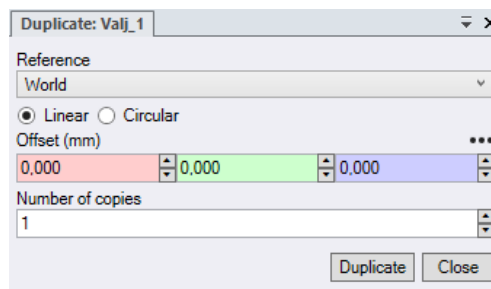 Duplicate: Valj_1
Reference
World
Linear Circular
Offset (mm)
0,000 0,000 0,000
Number of copies
1
Duplicate Close